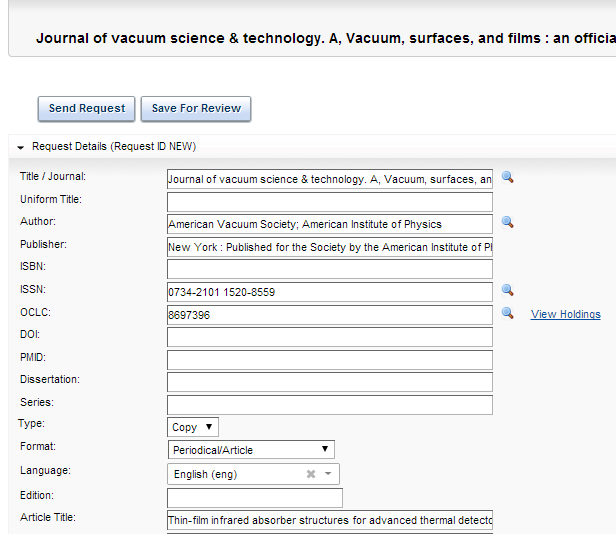 Journal of vacuum science & technology. A, Vacuum, surfaces, and films : an officia
Send Request Save For Review
Request Details (Request ID NEW)
Title / Journal: Journal of vacuum science & technology. A, Vacuum, surfaces, an
Uniform Title:
Author: American Vacuum Society; American Institute of Physics
Publisher: New York : Published for the Society by the American Institute of Pl
ISBN:
ISSN: 0734-2101 1520-8559
OCLC: 8697396 View Holdings
DOI:
PMID:
Dissertation:
Series:
Type: Copy
Format: Periodical/Article
Language: English (eng)
Edition:
Article Title: Thin-film infrared absorber structures for advanced thermal detecto